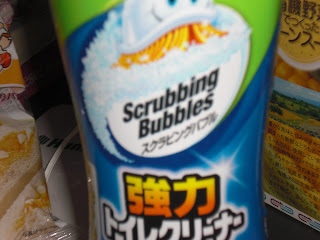 Scrubbing
Bubbles
スクラビングバブル
強力
トイレクリーナー